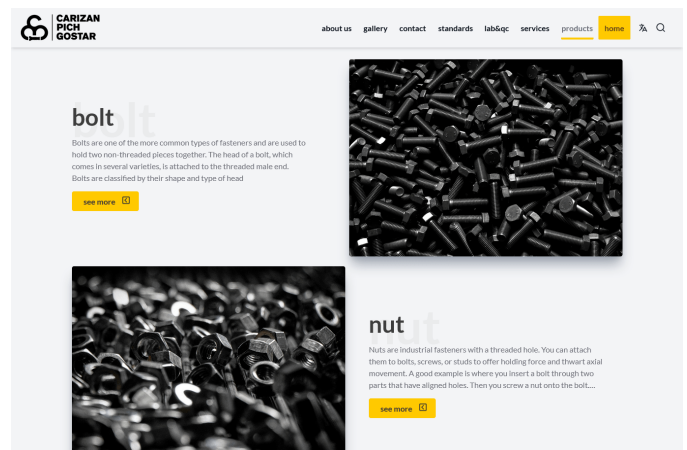 CARIZAN
PICH
GOSTAR
about us gallery contact standards lab&qc services products home
bolt
bolt
Bolts are one of the more common types of fasteners and are used to
hold two non-threaded pieces together. The head of a bolt, which
comes in several varieties, is attached to the threaded male end.
Bolts are classified by their shape and type of head
see more
nut
nut
Nuts are industrial fasteners with a threaded hole. You can attach
them to bolts, screws, or studs to offer holding force and thwart axial
movement. A good example is where you insert a bolt through two
parts that have aligned holes. Then you screw a nut onto the bolt....
see more